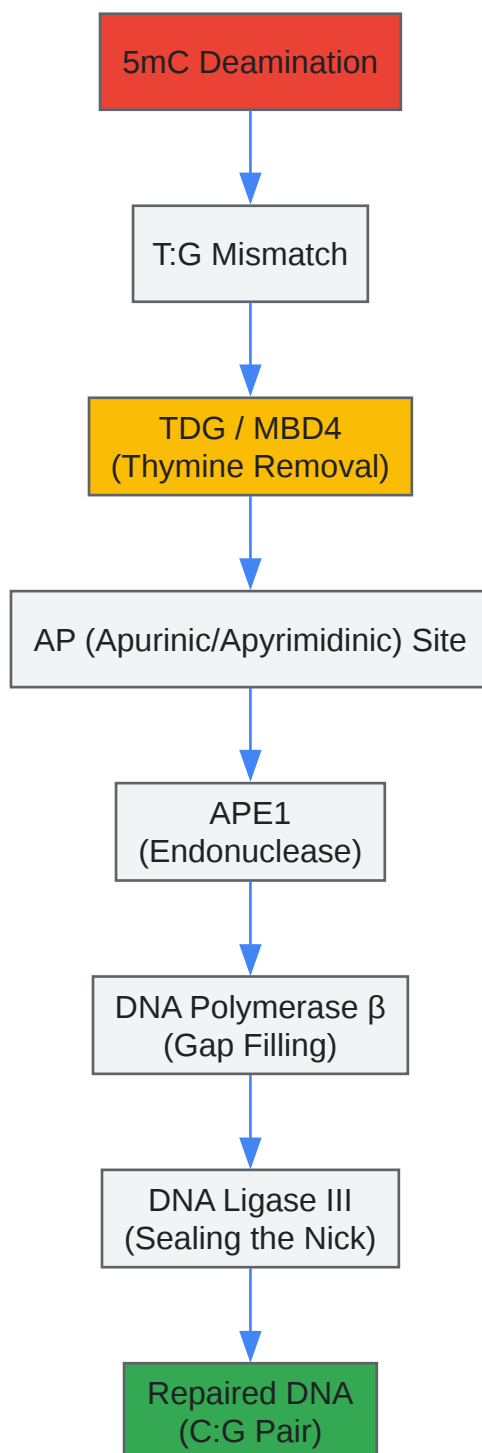 5mC Deamination
T:G Mismatch
TDG / MBD4
(Thymine Removal)
AP (Apurinic/Apyrimidinic) Site
APE1
(Endonuclease)
DNA Polymerase β
(Gap Filling)
DNA Ligase III
(Sealing the Nick)
Repaired DNA
(C:G Pair)